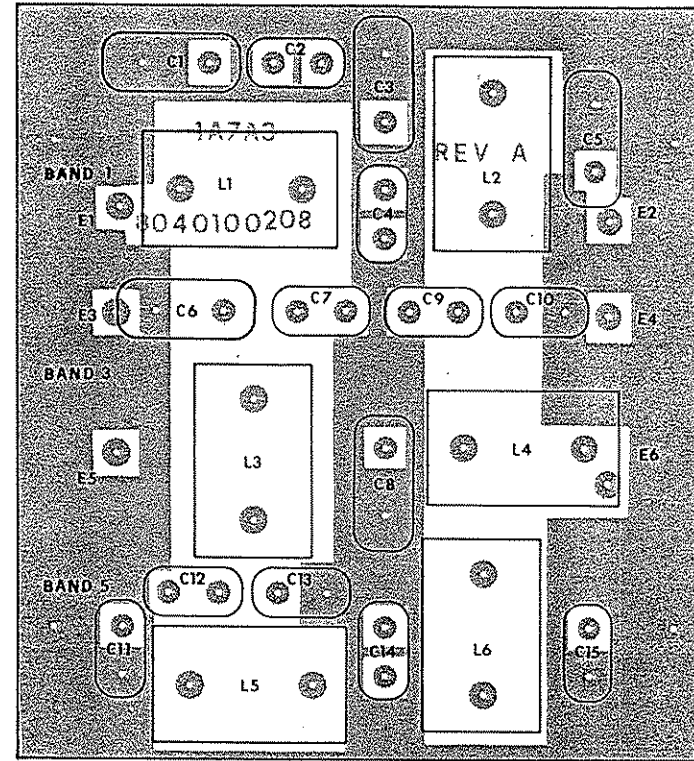 C1
C2
C3
1A7A3
REV A
C5
BAND 1
L1
L2
E1
8040100208
C4
E2
E3
C6
C7
C9
C10
E4
BAND 3
L3
L4
E5
C8
E6
BAND 5
C12
C13
C11
L5
C14
L6
C15